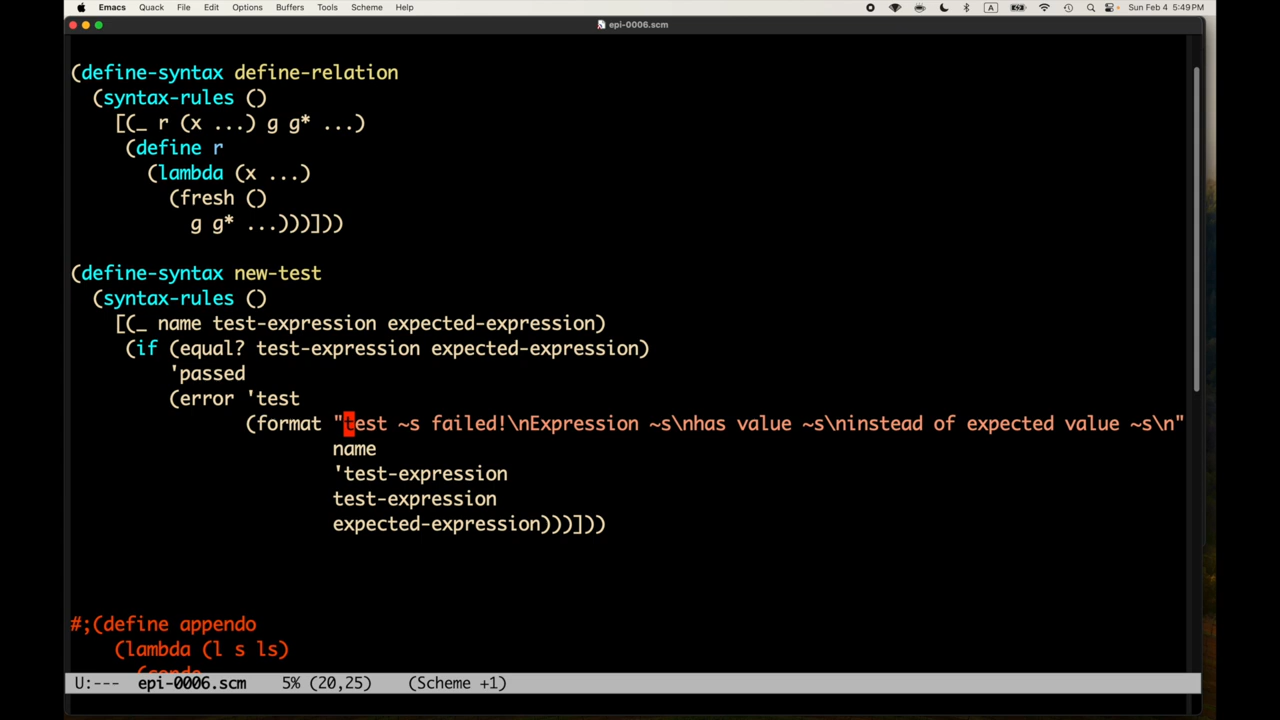 Emacs Quack File Edit Options Buffers Tools Scheme Help A Sun Feb 4 5:49 PM
epi-0006.scm
(define-syntax define-relation
  (syntax-rules ()
    [(_ r (x ...) g g* ...)
     (define r
       (lambda (x ...)
         (fresh ()
           g g* ...)))]))
(define-syntax new-test
  (syntax-rules ()
    [(_ name test-expression expected-expression)
     (if (equal? test-expression expected-expression)
         'passed
         (error 'test
                (format "test ~s failed!\nExpression ~s\nhas value ~s\ninstead of expected value ~s\n"
                        name
                        'test-expression
                        test-expression
                        expected-expression)))]))
#;(define appendo
    (lambda (l s ls)
      (conde
U:--- epi-0006.scm 5% (20,25) (Scheme +1)